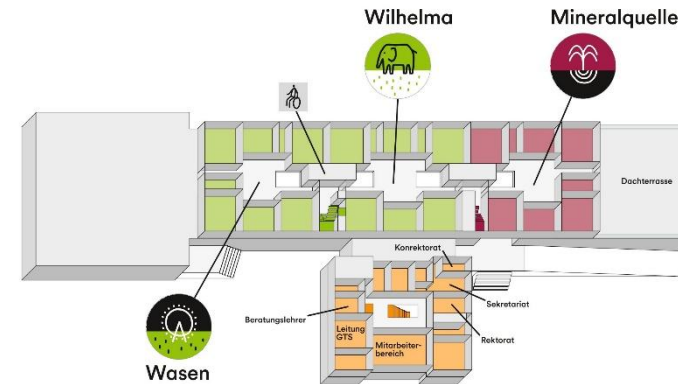 Wilhelma
Mineralquelle
Dachterrasse
Konrektorat
Sekretariat
Beratungslehrer
Leitung
GTS
Mitarbeiter-
bereich
Rektorat
Wasen